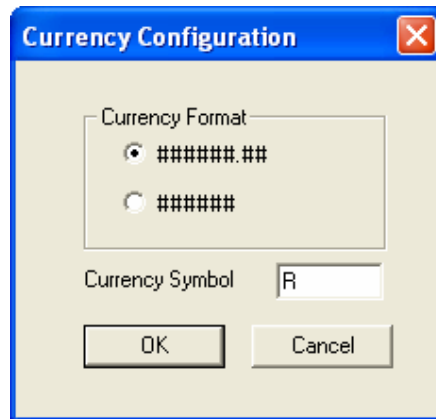 Currency Configuration
Currency Format
######.##
######
Currency Symbol R
OK Cancel